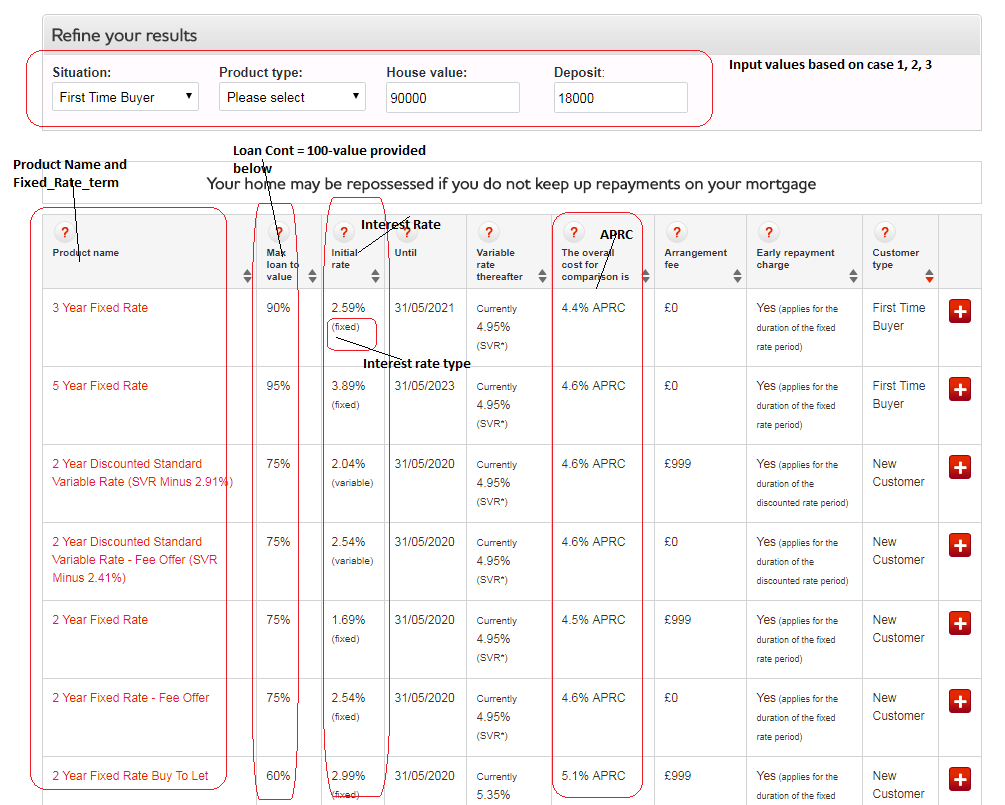 Refine your results
Situation: Product type: House value: Deposit:
First Time Buyer Please select 90000 18000
Input values based on case 1, 2, 3
Loan Cont = 100-value provided
below
Product Name and
Fixed_Rate_term
Your home may be repossessed if you do not keep up repayments on your mortgage
? ? ? ? ? ? ? ? ?
Interest Rate
APRC
Product name Max Initial Until Variable The overall Arrangement Early repayment Customer
loan to rate rate cost for fee charge type
value thereafter comparison is
3 Year Fixed Rate 90% 2.59% 31/05/2021 Currently 4.4% APRC £0 Yes (applies for the First Time
(fixed) 4.95% duration of the fixed Buyer
(SVR*) rate period)
Interest rate type
5 Year Fixed Rate 95% 3.89% 31/05/2023 Currently 4.6% APRC £0 Yes (applies for the First Time
(fixed) 4.95% duration of the fixed Buyer
(SVR*) rate period)
2 Year Discounted Standard 75% 2.04% 31/05/2020 Currently 4.6% APRC £999 Yes (applies for the New
Variable Rate (SVR Minus 2.91%) (variable) 4.95% duration of the Customer
(SVR*) discounted rate period)
2 Year Discounted Standard 75% 2.54% 31/05/2020 Currently 4.6% APRC £0 Yes (applies for the New
Variable Rate - Fee Offer (SVR (variable) 4.95% duration of the Customer
Minus 2.41%) (SVR*) discounted rate period)
2 Year Fixed Rate 75% 1.69% 31/05/2020 Currently 4.5% APRC £999 Yes (applies for the New
(fixed) 4.95% duration of the fixed Customer
(SVR*) rate period)
2 Year Fixed Rate - Fee Offer 75% 2.54% 31/05/2020 Currently 4.6% APRC £0 Yes (applies for the New
(fixed) 4.95% duration of the fixed Customer
(SVR*) rate period)
2 Year Fixed Rate Buy To Let 60% 2.99% 31/05/2020 Currently 5.1% APRC £999 Yes (applies for the New
(fixed) 5.35% duration of the fixed Customer